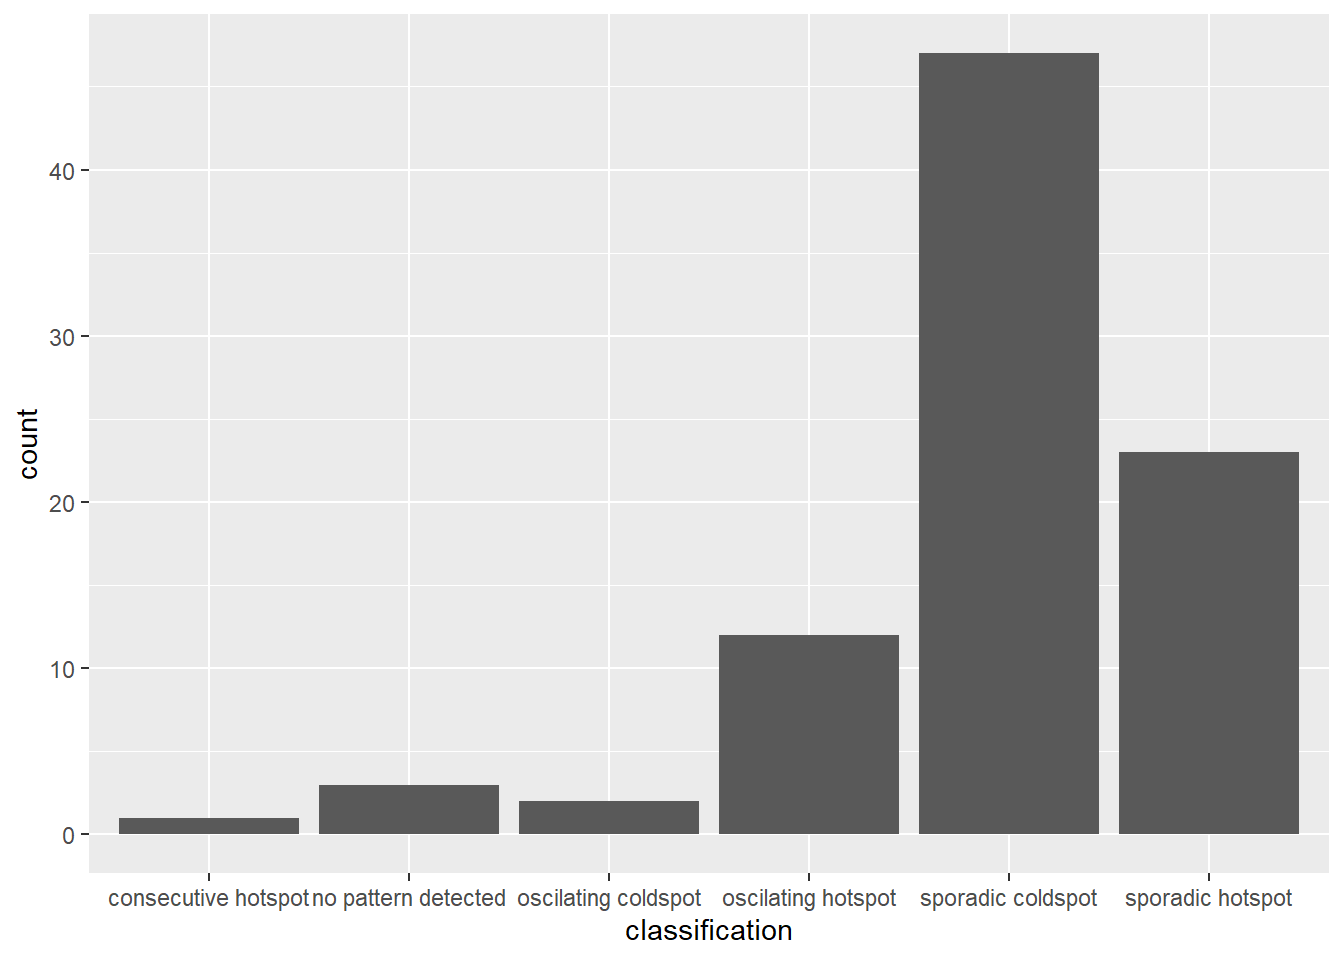 count
40
30
20
10
0
consecutive hotspot no pattern detected oscilating coldspot oscilating hotspot sporadic coldspot sporadic hotspot
classification